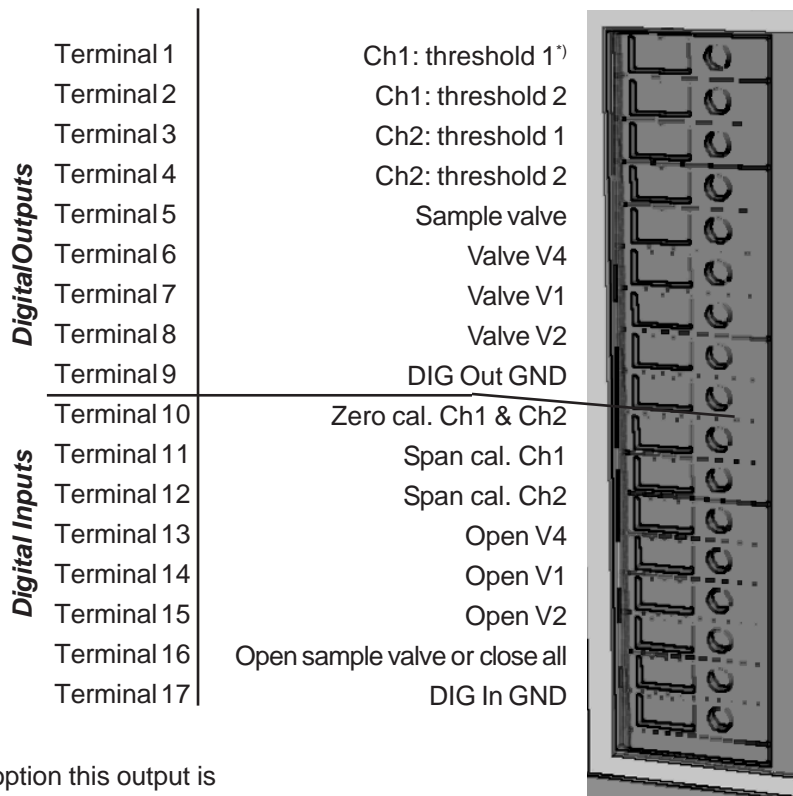 Terminal 1 Ch1: threshold 1*)
Terminal 2 Ch1: threshold 2
Terminal 3 Ch2: threshold 1
Terminal 4 Ch2: threshold 2
Terminal 5 Sample valve
Terminal 6 Valve V4
Terminal 7 Valve V1
Terminal 8 Valve V2
Terminal 9 DIG Out GND
Digital Outputs
Terminal 10 Zero cal. Ch1 & Ch2
Terminal 11 Span cal. Ch1
Terminal 12 Span cal. Ch2
Terminal 13 Open V4
Terminal 14 Open V1
Terminal 15 Open V2
Terminal 16 Open sample valve or close all
Terminal 17 DIG In GND
Digital Inputs
option this output is